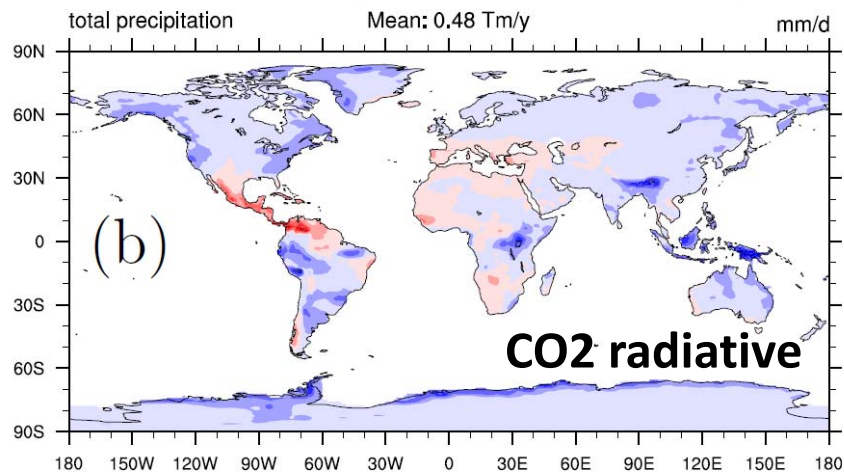 total precipitation Mean: 0.48 Tm/y mm/d
90N
60N
30N
0
30S
60S
90S
(b)
CO2 radiative
180 150W 120W 90W 60W 30W 0 30E 60E 90E 120E 150E 180